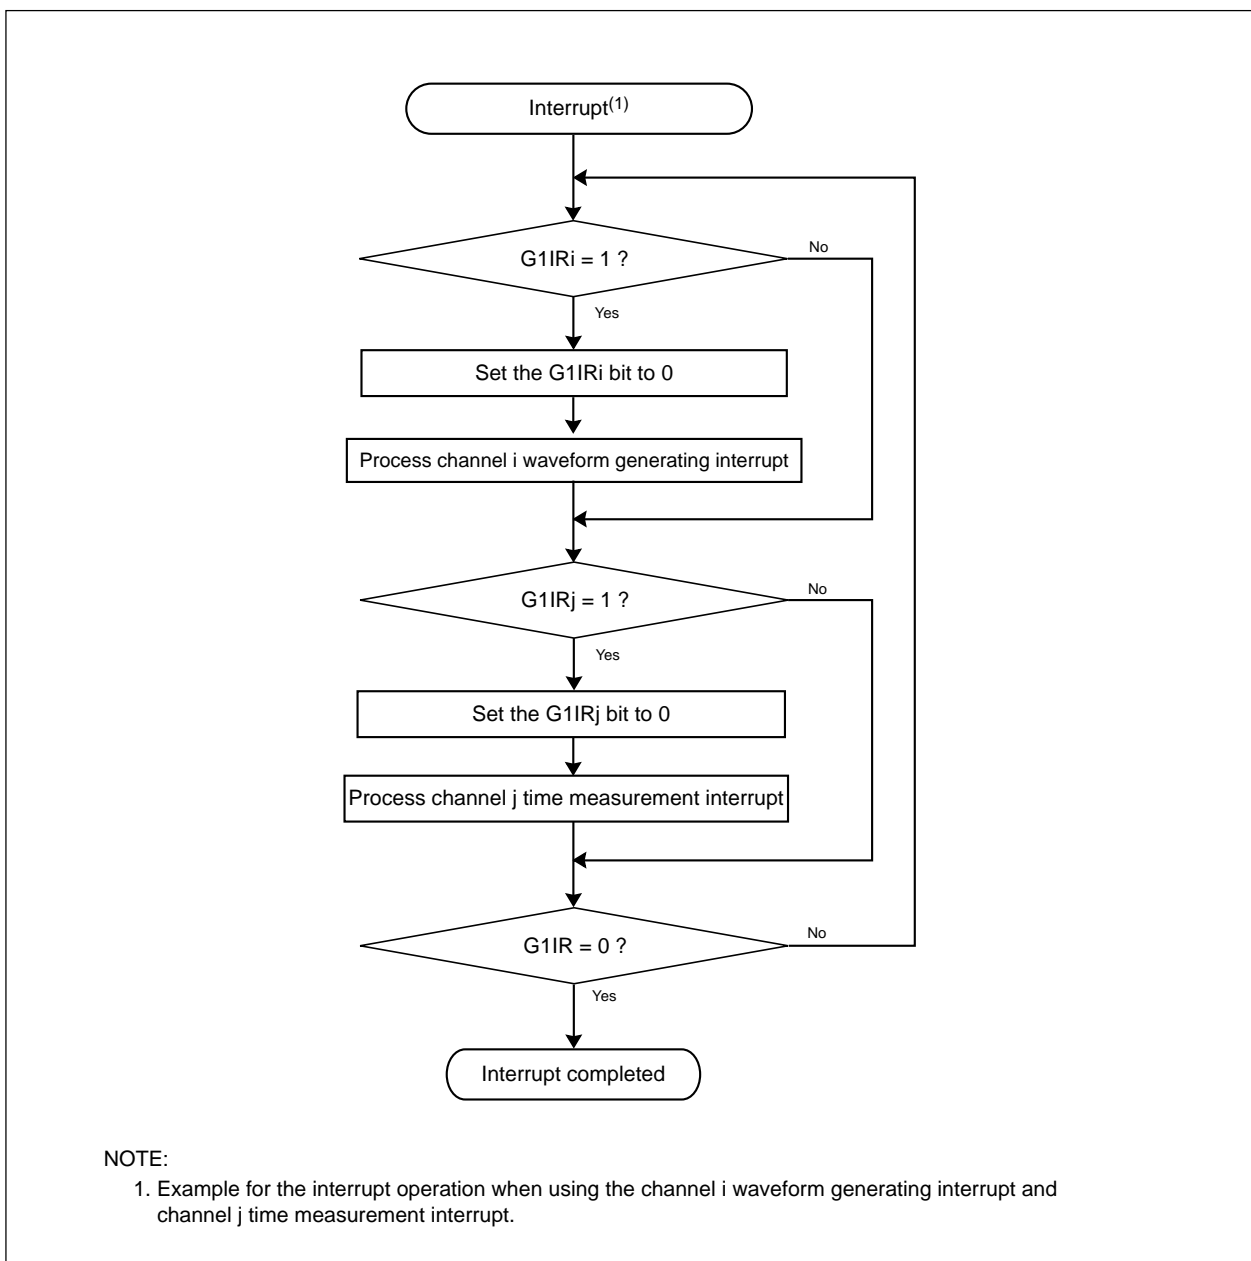 Interrupt(1)
G1IRi = 1 ?
No
Yes
Set the G1IRi bit to 0
Process channel i waveform generating interrupt
G1IRj = 1 ?
No
Yes
Set the G1IRj bit to 0
Process channel j time measurement interrupt
G1IR = 0 ?
No
Yes
Interrupt completed
NOTE:
1. Example for the interrupt operation when using the channel i waveform generating interrupt and
channel j time measurement interrupt.